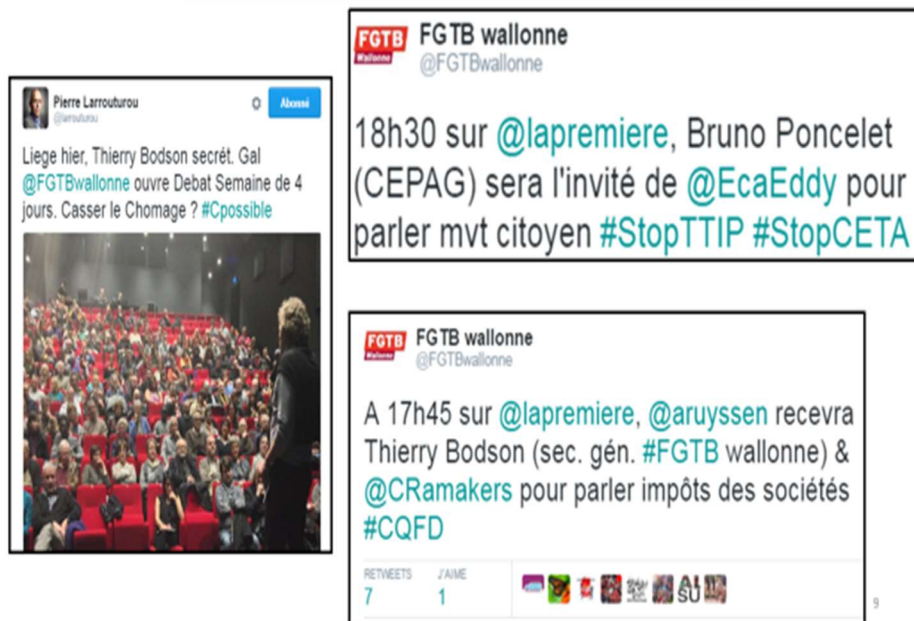 Pierre Larrouturou
@larrouturou
Abonné
Liege hier, Thierry Bodson secrét. Gal
@FGTBwallonne ouvre Debat Semaine de 4
jours. Casser le Chomage ? #Cpossible
FGTB
Wallonne
FGTB wallonne
@FGTBwallonne
18h30 sur @lapremiere, Bruno Poncelet
(CEPAG) sera l'invité de @EcaEddy pour
parler mvt citoyen #StopTTIP #StopCETA
FGTB
Wallonne
FGTB wallonne
@FGTBwallonne
A 17h45 sur @lapremiere, @aruyssen recevra
Thierry Bodson (sec. gén. #FGTB wallonne) &
@CRamakers pour parler impôts des sociétés
#CQFD
RETWEETS J'AIME
7 1
9